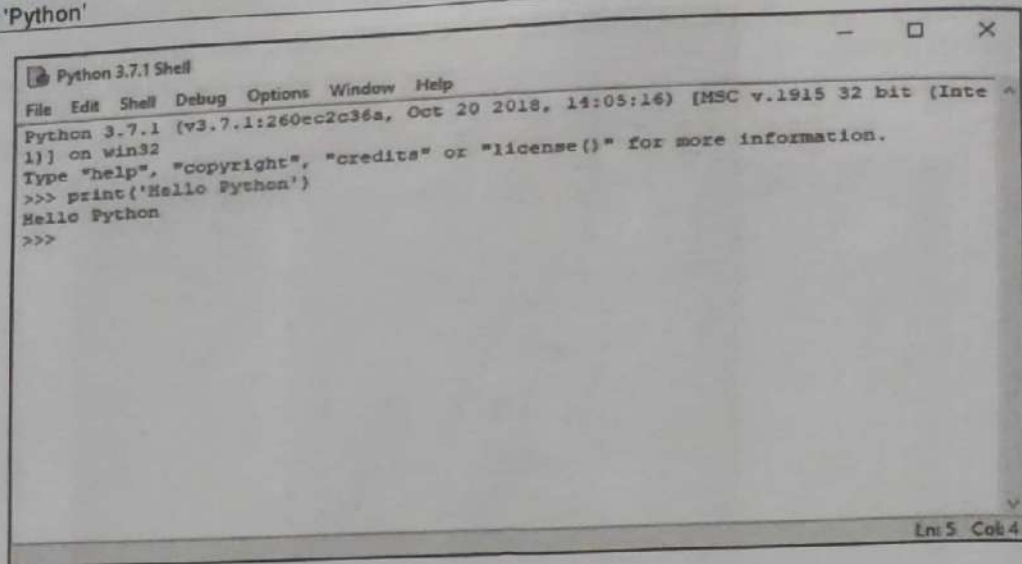 'Python'
Python 3.7.1 Shell
File Edit Shell Debug Options Window Help
Python 3.7.1 (v3.7.1:260ec2c36a, Oct 20 2018, 14:05:16) [MSC v.1915 32 bit (Inte
l)] on win32
Type "help", "copyright", "credits" or "license()" for more information.
>>> print('Hello Python')
Hello Python
>>>
Ln: 5 Col: 4